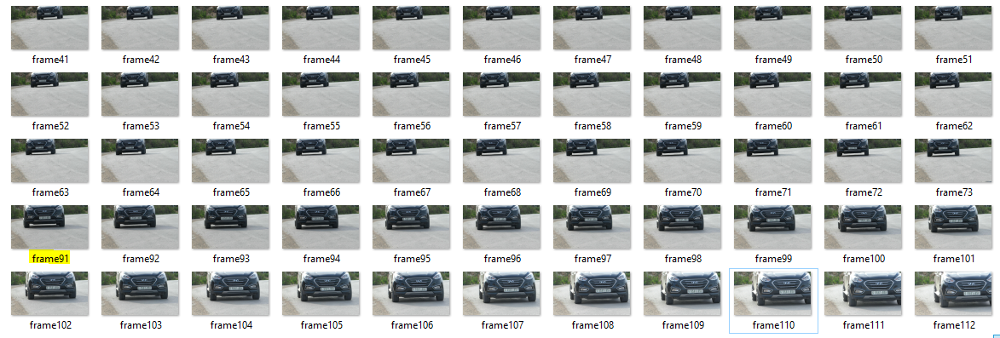 frame41 frame42 frame43 frame44 frame45 frame46 frame47 frame48 frame49 frame50 frame51
frame52 frame53 frame54 frame55 frame56 frame57 frame58 frame59 frame60 frame61 frame62
frame63 frame64 frame65 frame66 frame67 frame68 frame69 frame70 frame71 frame72 frame73
frame91 frame92 frame93 frame94 frame95 frame96 frame97 frame98 frame99 frame100 frame101
frame102 frame103 frame104 frame105 frame106 frame107 frame108 frame109 frame110 frame111 frame112